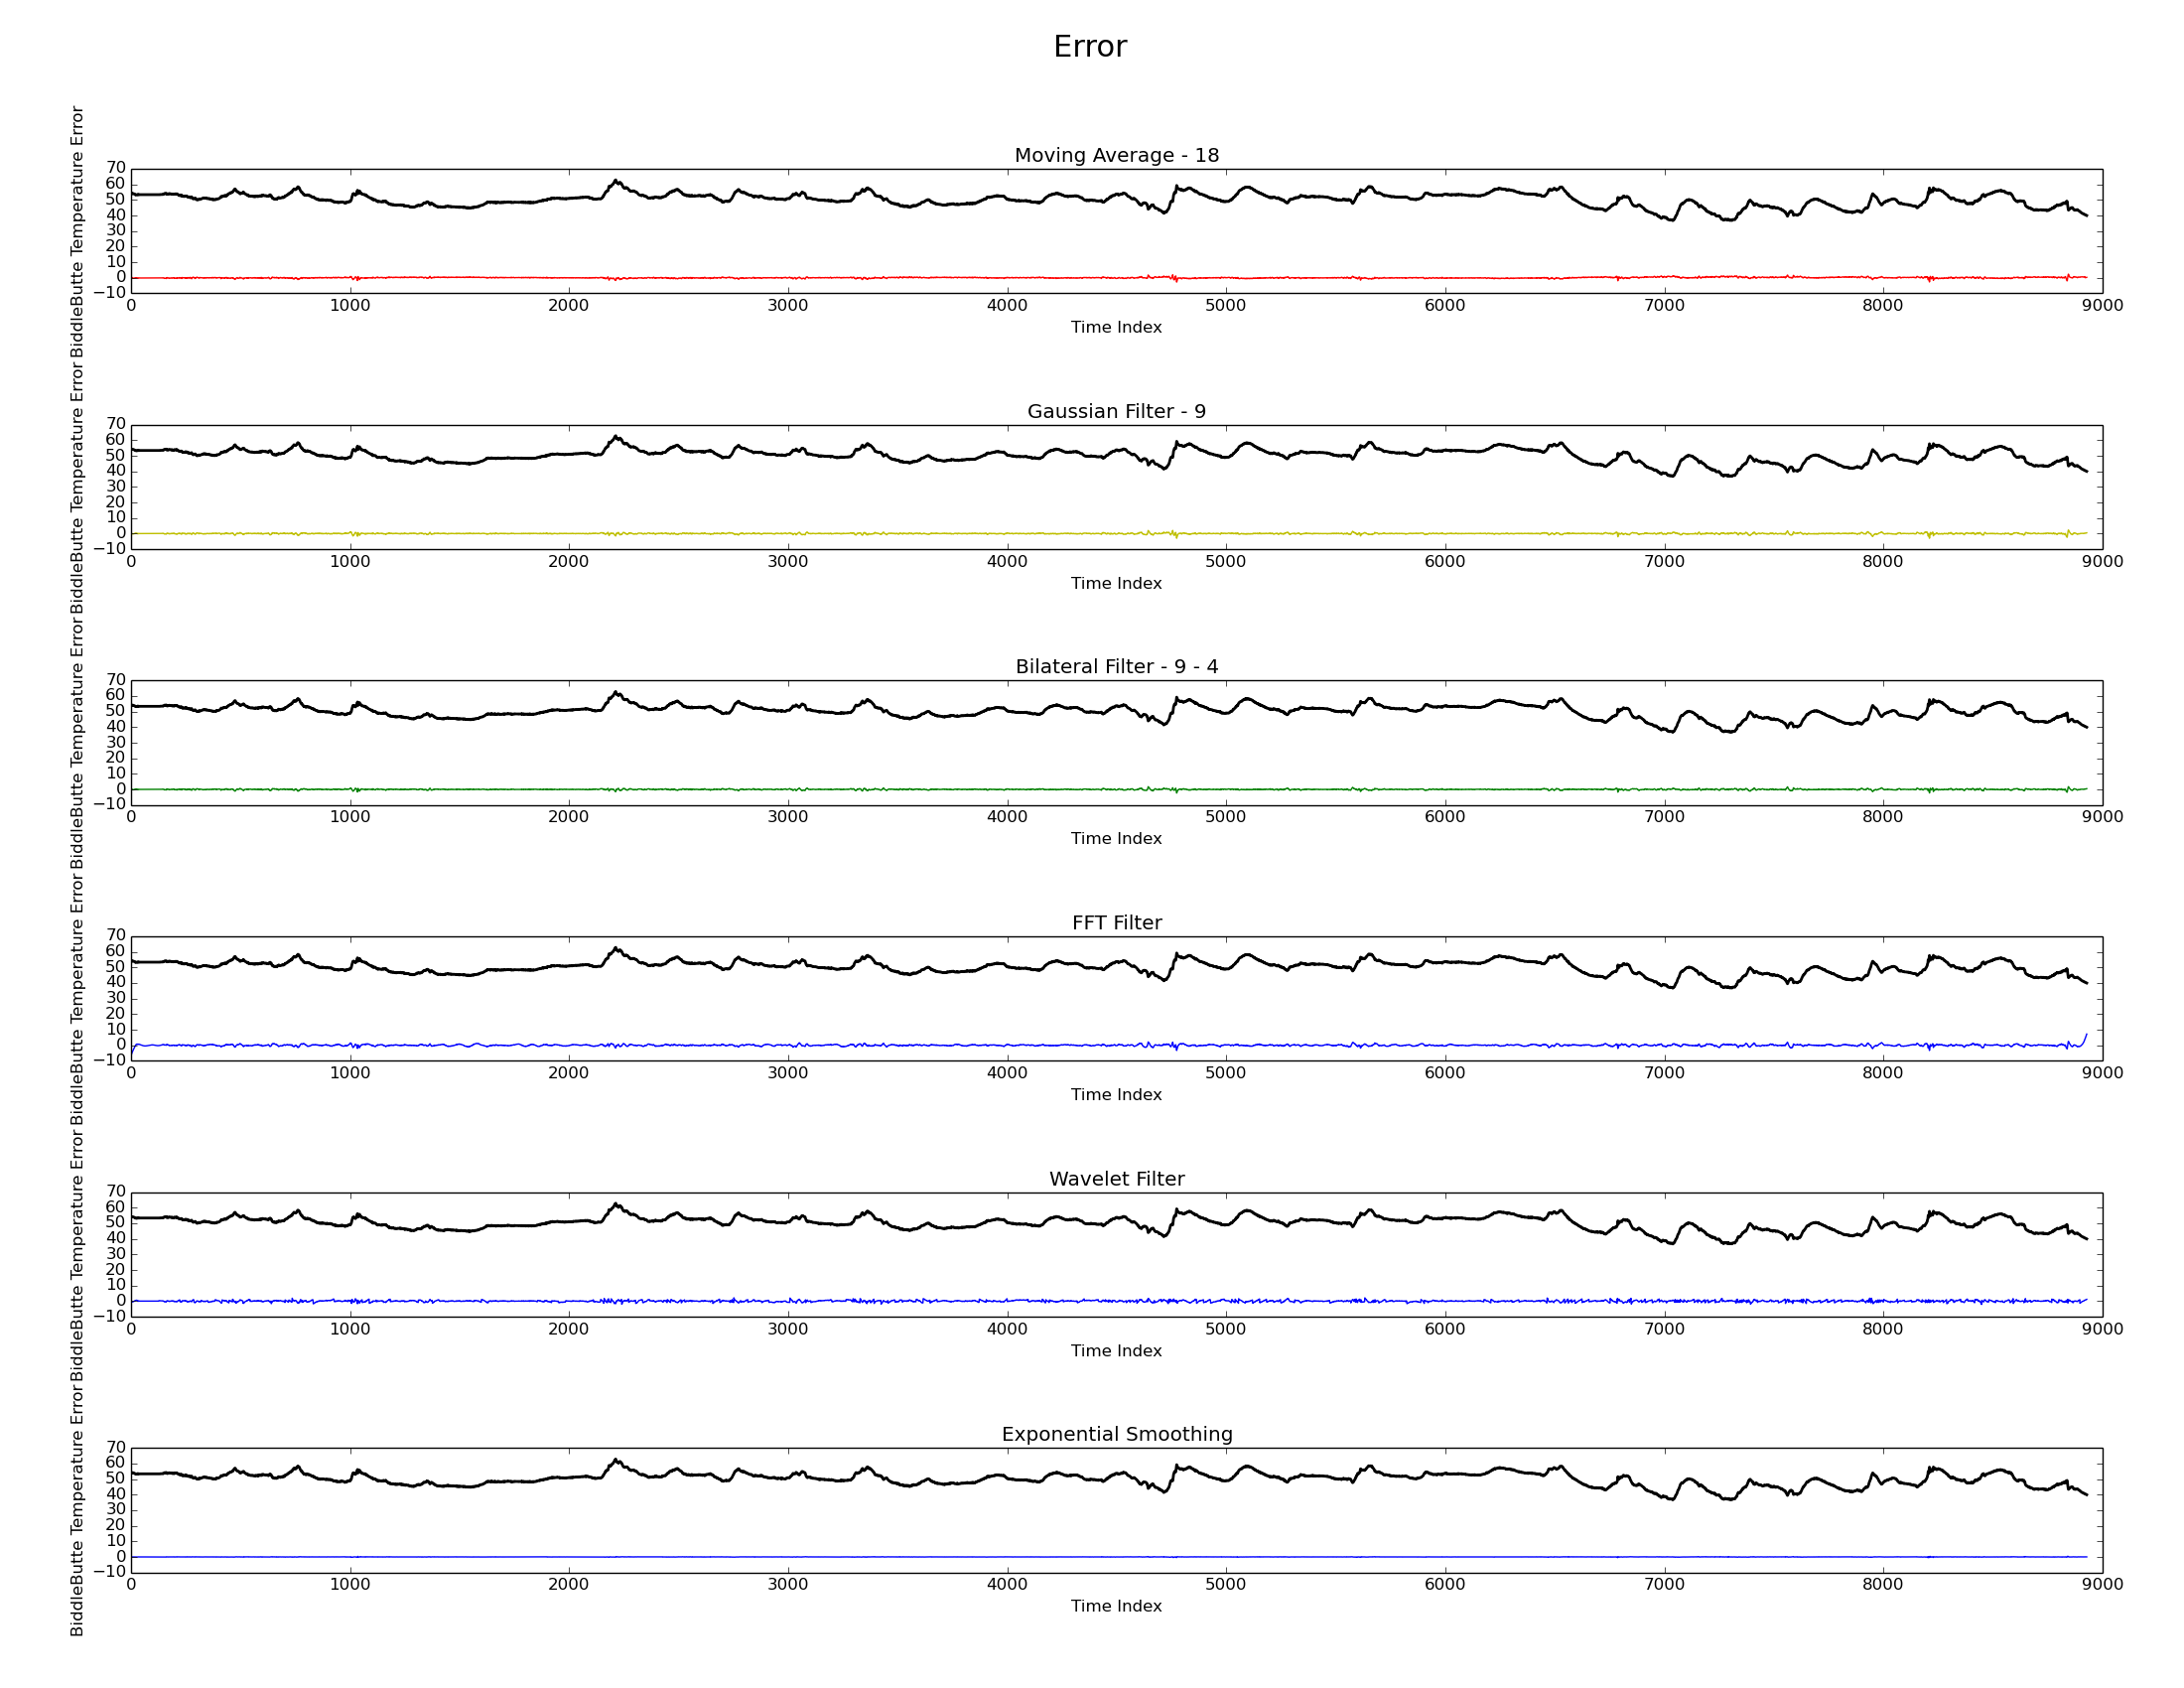 Error
Moving Average - 18
BiddleButte Temperature Error
70
60
50
40
30
20
10
0
−10
0 1000 2000 3000 4000 5000 6000 7000 8000 9000
Time Index
Gaussian Filter - 9
BiddleButte Temperature Error
70
60
50
40
30
20
10
0
−10
0 1000 2000 3000 4000 5000 6000 7000 8000 9000
Time Index
Bilateral Filter - 9 - 4
BiddleButte Temperature Error
70
60
50
40
30
20
10
0
−10
0 1000 2000 3000 4000 5000 6000 7000 8000 9000
Time Index
FFT Filter
BiddleButte Temperature Error
70
60
50
40
30
20
10
0
−10
0 1000 2000 3000 4000 5000 6000 7000 8000 9000
Time Index
Wavelet Filter
BiddleButte Temperature Error
70
60
50
40
30
20
10
0
−10
0 1000 2000 3000 4000 5000 6000 7000 8000 9000
Time Index
Exponential Smoothing
BiddleButte Temperature Error
70
60
50
40
30
20
10
0
−10
0 1000 2000 3000 4000 5000 6000 7000 8000 9000
Time Index